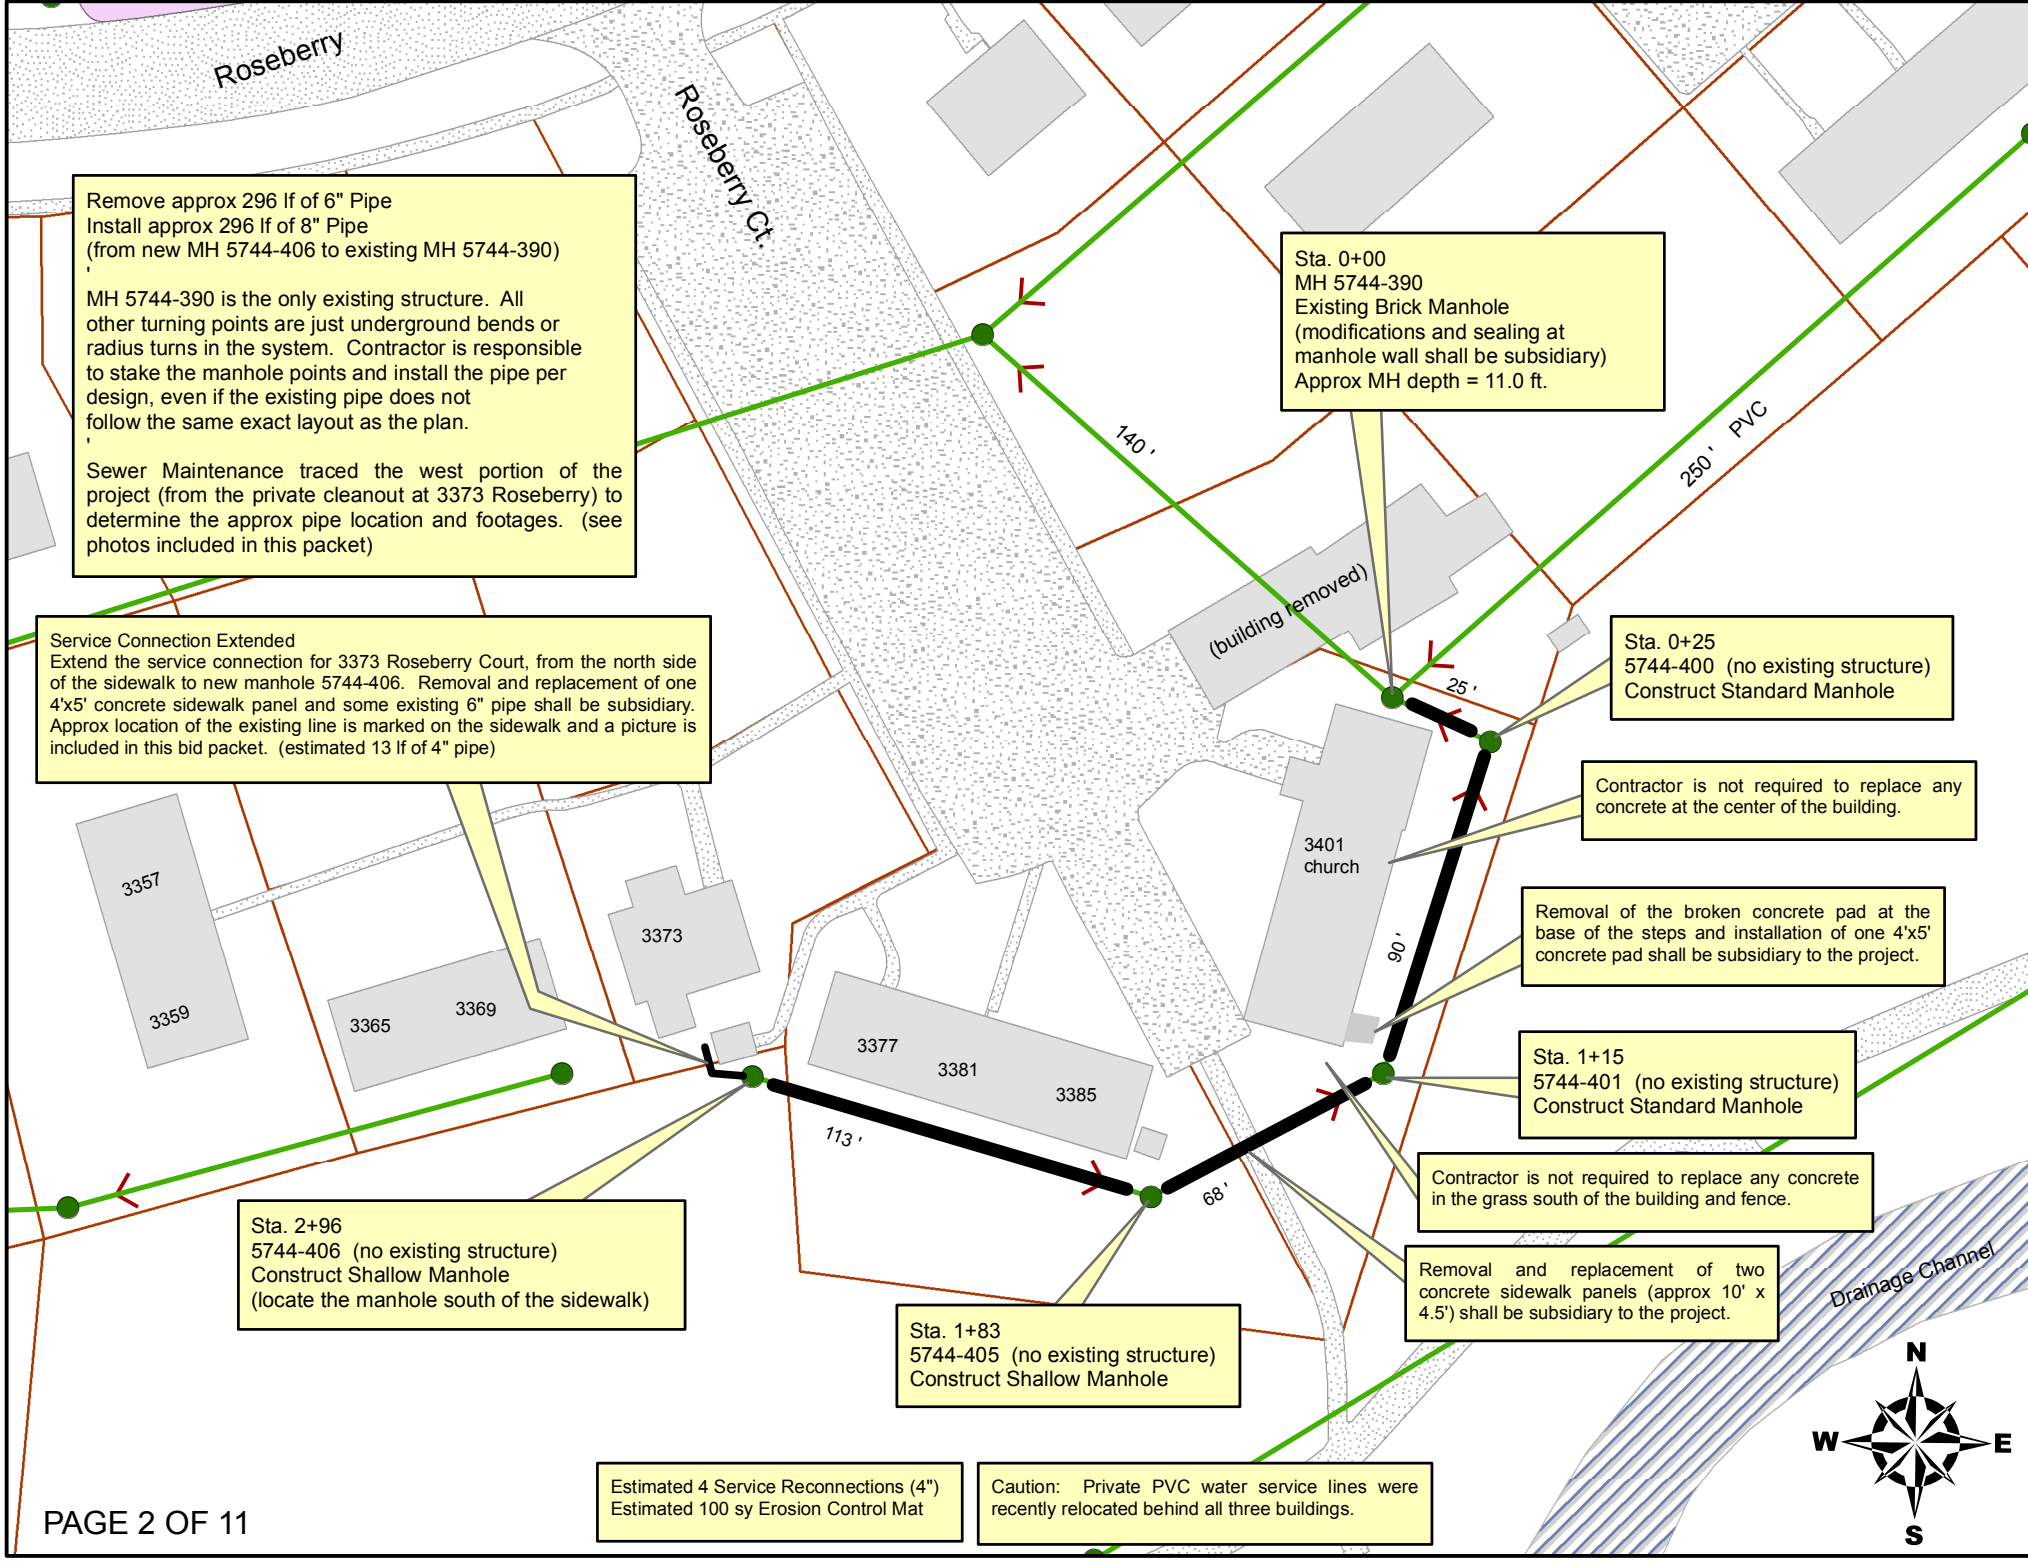 Roseberry
Roseberry Ct.
Remove approx 296 lf of 6" Pipe
Install approx 296 lf of 8" Pipe
(from new MH 5744-406 to existing MH 5744-390)
'
MH 5744-390 is the only existing structure.  All
other turning points are just underground bends or
radius turns in the system.  Contractor is responsible
to stake the manhole points and install the pipe per
design, even if the existing pipe does not
follow the same exact layout as the plan.
'
Sewer Maintenance traced the west portion of the
project (from the private cleanout at 3373 Roseberry) to
determine the approx pipe location and footages.  (see
photos included in this packet)
Sta. 0+00
MH 5744-390
Existing Brick Manhole
(modifications and sealing at
manhole wall shall be subsidiary)
Approx MH depth = 11.0 ft.
140 '
250 '  PVC
(building removed)
Service Connection Extended
Extend the service connection for 3373 Roseberry Court, from the north side
of the sidewalk to new manhole 5744-406.  Removal and replacement of one
4'x5' concrete sidewalk panel and some existing 6" pipe shall be subsidiary.
Approx location of the existing line is marked on the sidewalk and a picture is
included in this bid packet.  (estimated 13 lf of 4" pipe)
25 '
Sta. 0+25
5744-400  (no existing structure)
Construct Standard Manhole
Contractor is not required to replace any
concrete at the center of the building.
3401
church
3357
3359
3365
3369
3373
90 '
Removal of the broken concrete pad at the
base of the steps and installation of one 4'x5'
concrete pad shall be subsidiary to the project.
3377
3381
3385
Sta. 1+15
5744-401  (no existing structure)
Construct Standard Manhole
113 '
68 '
Contractor is not required to replace any concrete
in the grass south of the building and fence.
Sta. 2+96
5744-406  (no existing structure)
Construct Shallow Manhole
(locate the manhole south of the sidewalk)
Removal and replacement of two
concrete sidewalk panels (approx 10' x
4.5') shall be subsidiary to the project.
Drainage Channel
Sta. 1+83
5744-405  (no existing structure)
Construct Shallow Manhole
N
W
E
S
Estimated 4 Service Reconnections (4")
Estimated 100 sy Erosion Control Mat
Caution:  Private PVC water service lines were
recently relocated behind all three buildings.
PAGE 2 OF 11